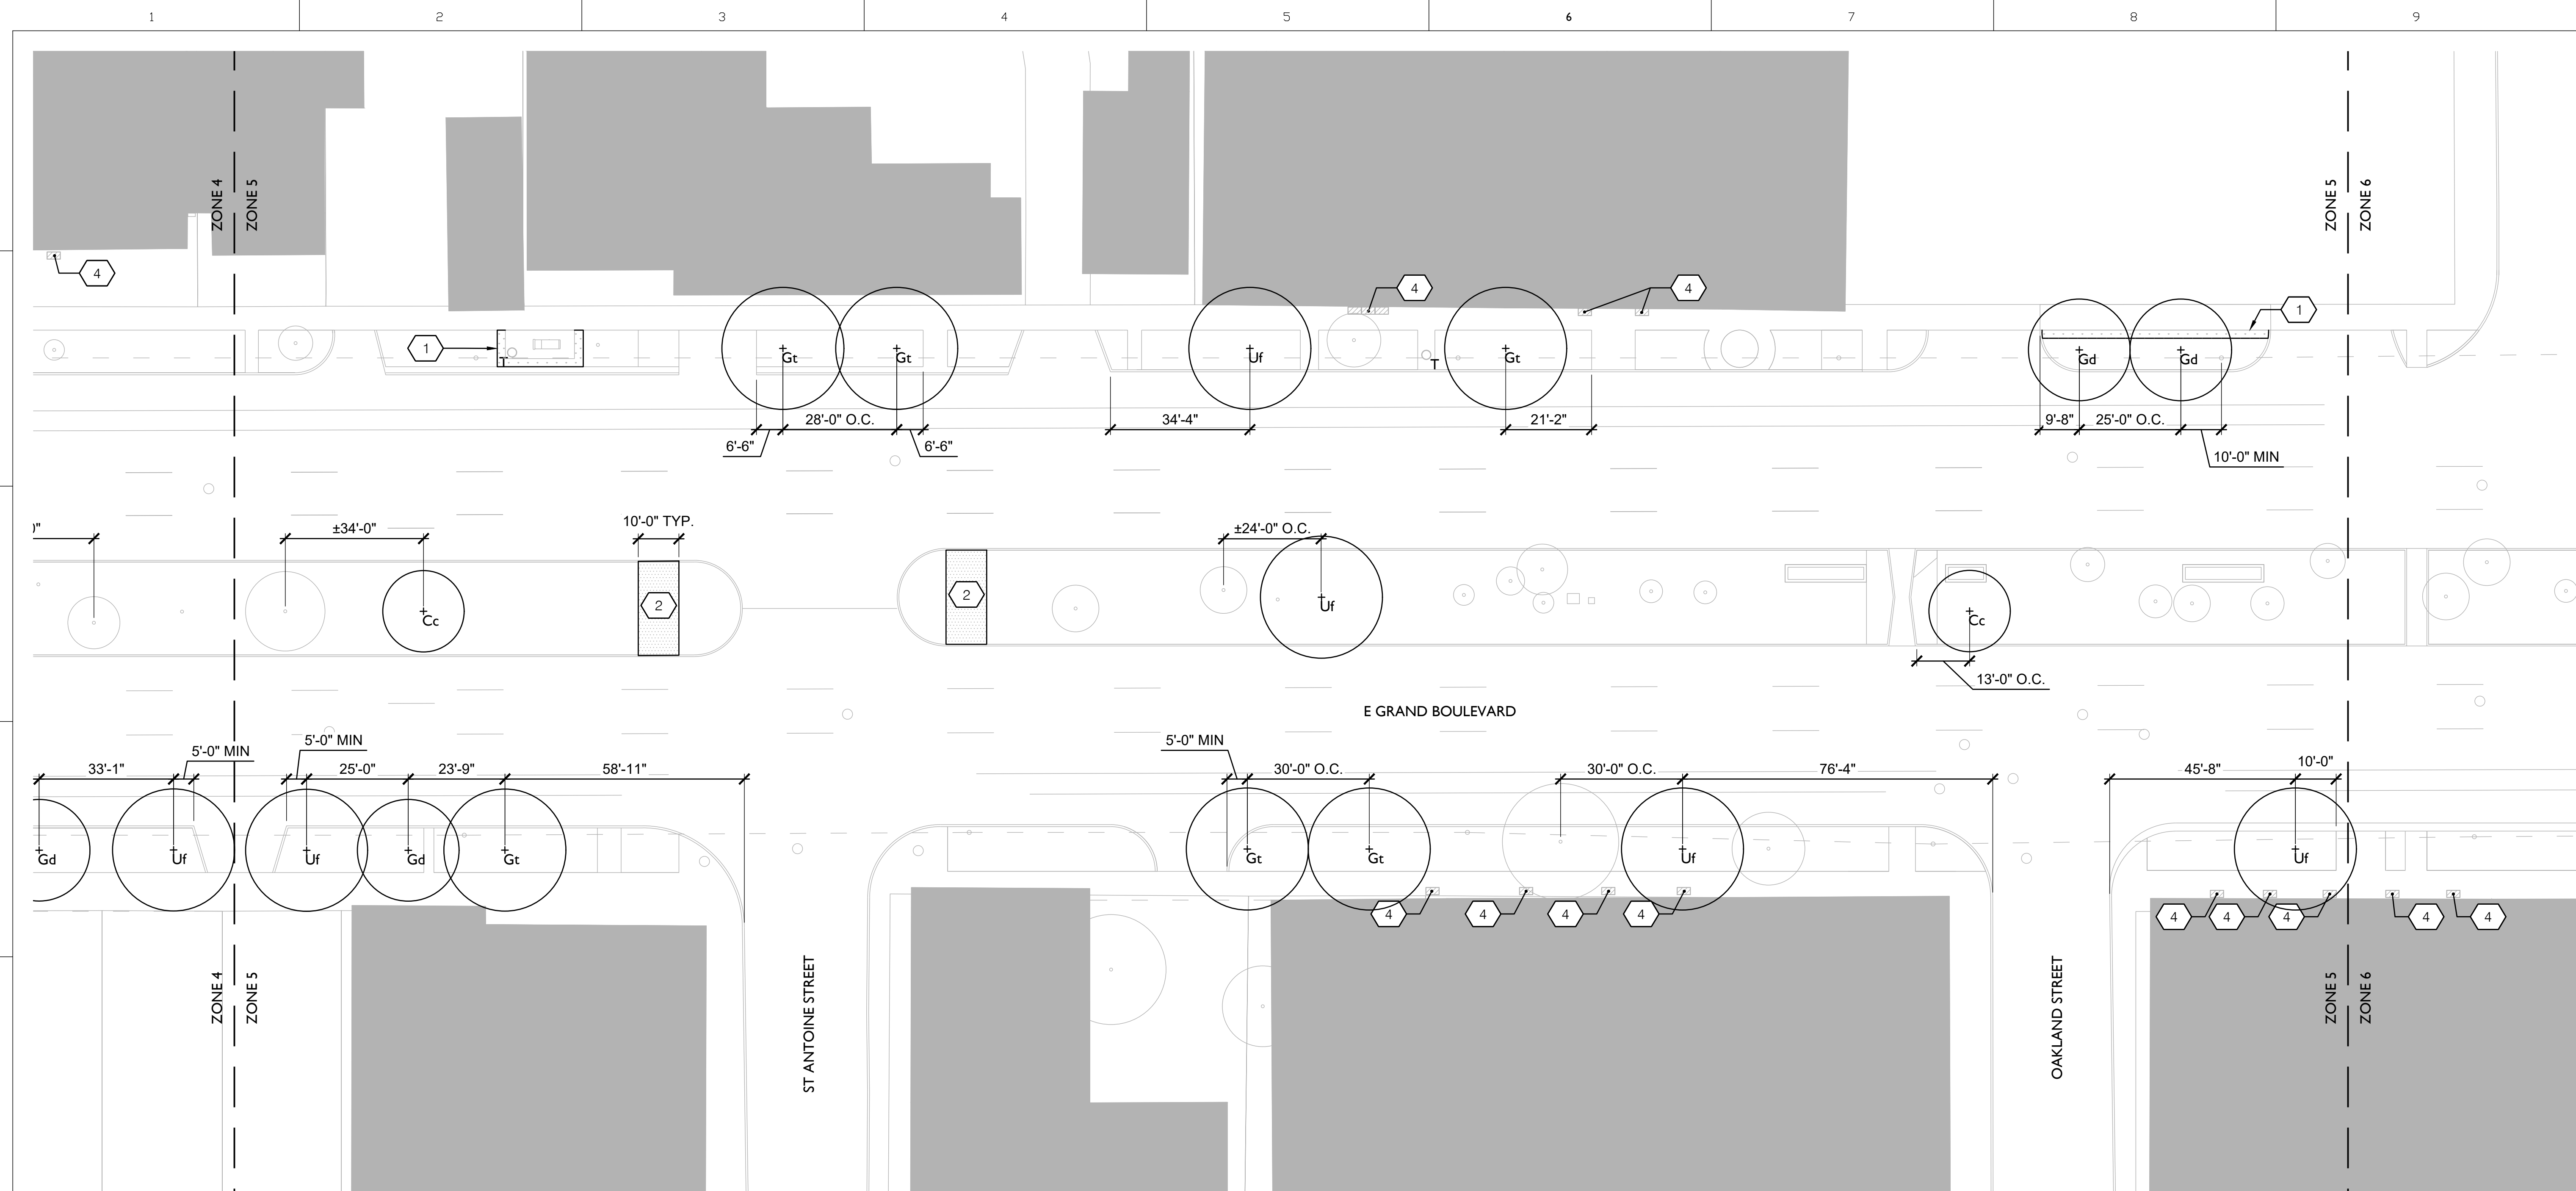 1 2 3 4 5 6 7 8 9
ZONE 4
ZONE 5
ZONE 5
ZONE 6
4
4
4
1
T
1
Gt
Gt
Uf
T
Gt
Gd
Gd
28'-0" O.C.
34'-4"
21'-2"
9'-8"
25'-0" O.C.
6'-6"
6'-6"
10'-0" MIN
"
±34'-0"
10'-0" TYP.
±24'-0" O.C.
Cc
2
2
Uf
Cc
13'-0" O.C.
E GRAND BOULEVARD
5'-0" MIN
5'-0" MIN
5'-0" MIN
33'-1"
25'-0"
23'-9"
58'-11"
30'-0" O.C.
30'-0" O.C.
76'-4"
45'-8"
10'-0"
Gd
Uf
Uf
Gd
Gt
Gt
Gt
Uf
Uf
4
4
4
4
4
4
4
4
4
ZONE 4
ZONE 5
ST ANTOINE STREET
OAKLAND STREET
ZONE 5
ZONE 6